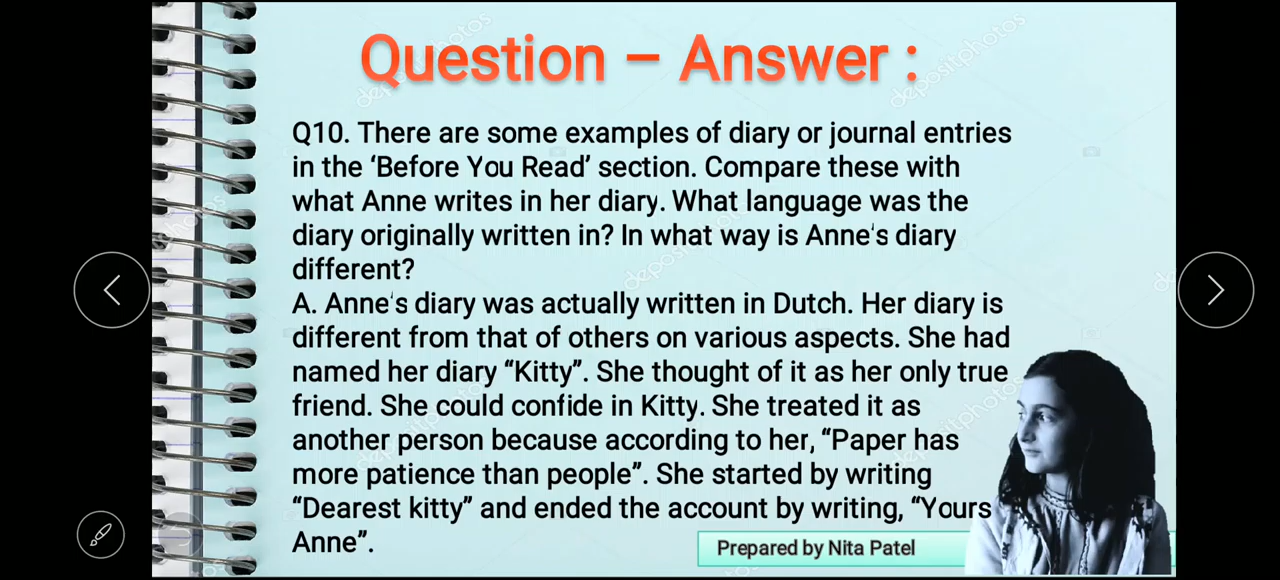 Question – Answer :
Q10. There are some examples of diary or journal entries
in the ‘Before You Read’ section. Compare these with
what Anne writes in her diary. What language was the
diary originally written in? In what way is Anne's diary
different?
A. Anne's diary was actually written in Dutch. Her diary is
different from that of others on various aspects. She had
named her diary “Kitty”. She thought of it as her only true
friend. She could confide in Kitty. She treated it as
another person because according to her, “Paper has
more patience than people”. She started by writing
“Dearest kitty” and ended the account by writing, “Yours
Anne”.
Prepared by Nita Patel
depositphotos
depositphotos
depositphotos